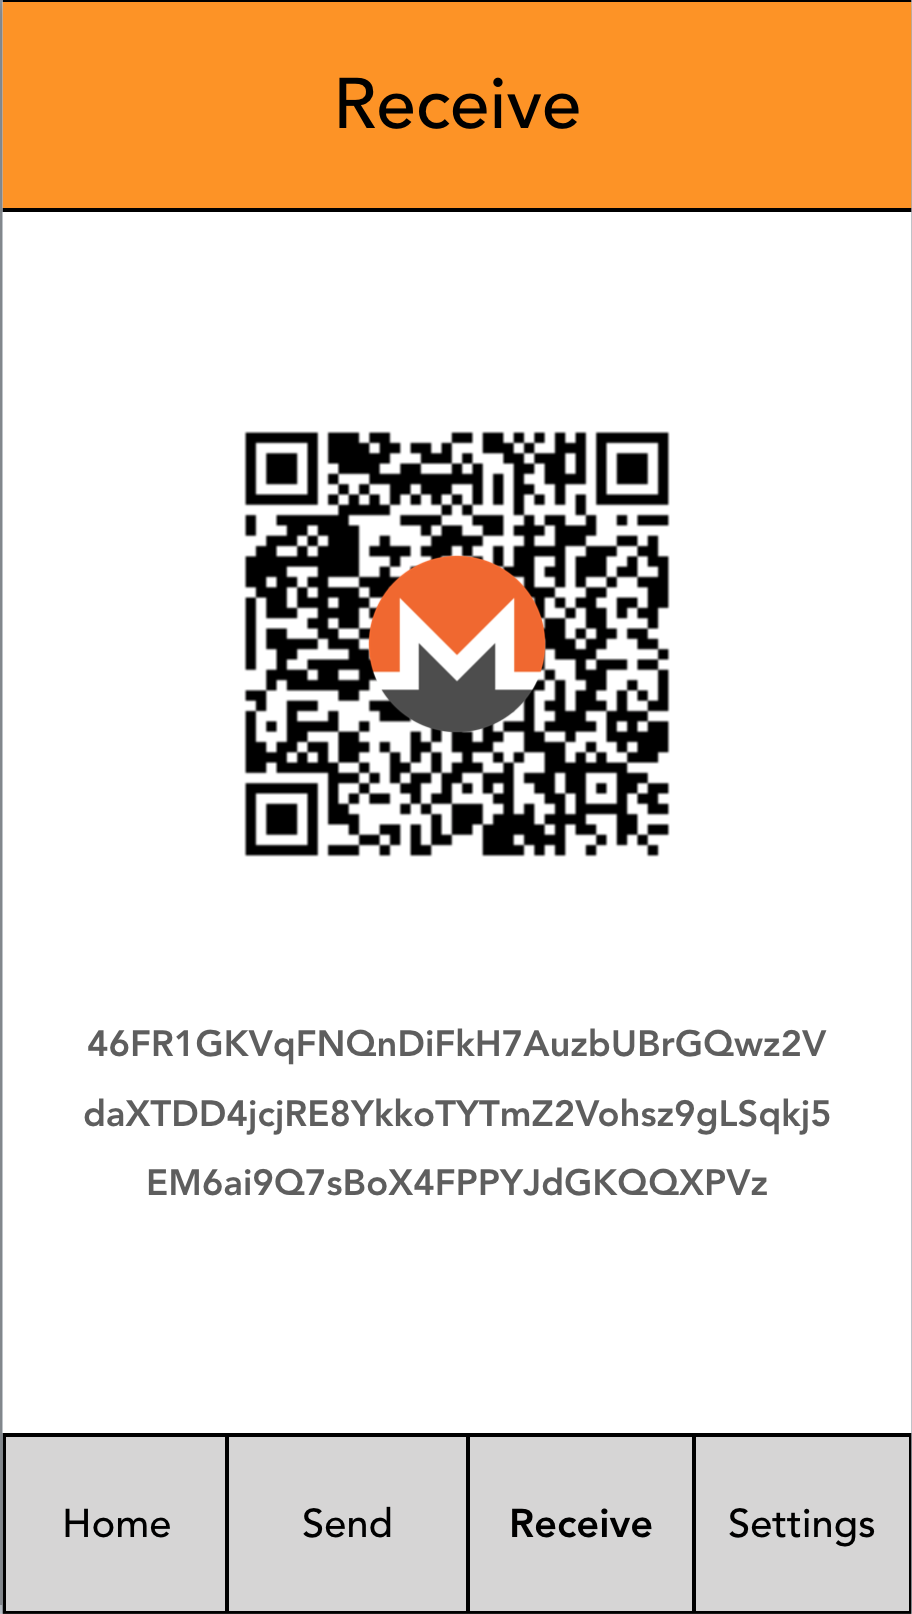 Receive
46FR1GKVqFNQnDiFkH7AuzbUBrGQwz2V
daXTDD4jcjRE8YkkoTYTmZ2Vohsz9gLSqkj5
EM6ai9Q7sBoX4FPPYJdGKQQXPVz
Home
Send
Receive
Settings